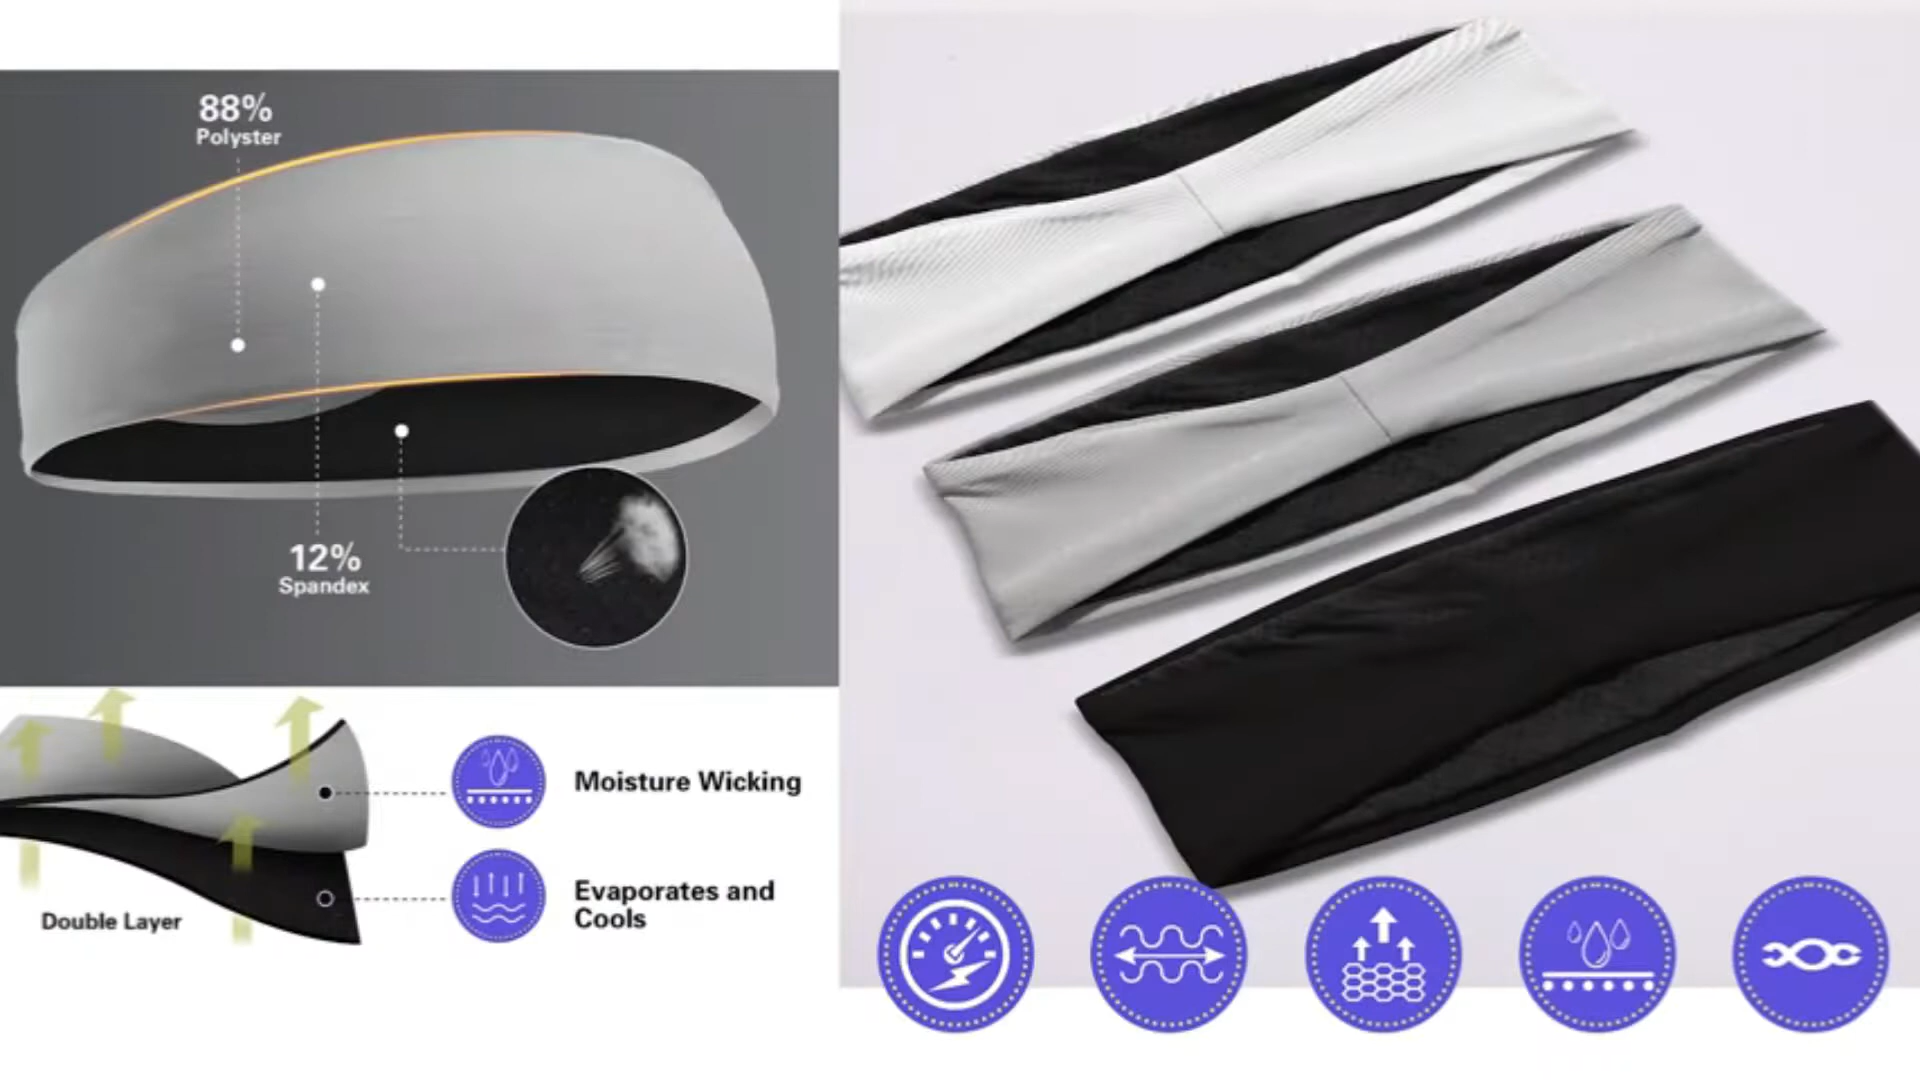 88%
Polyster
12%
Spandex
Moisture Wicking
Evaporates and
Cools
Double Layer